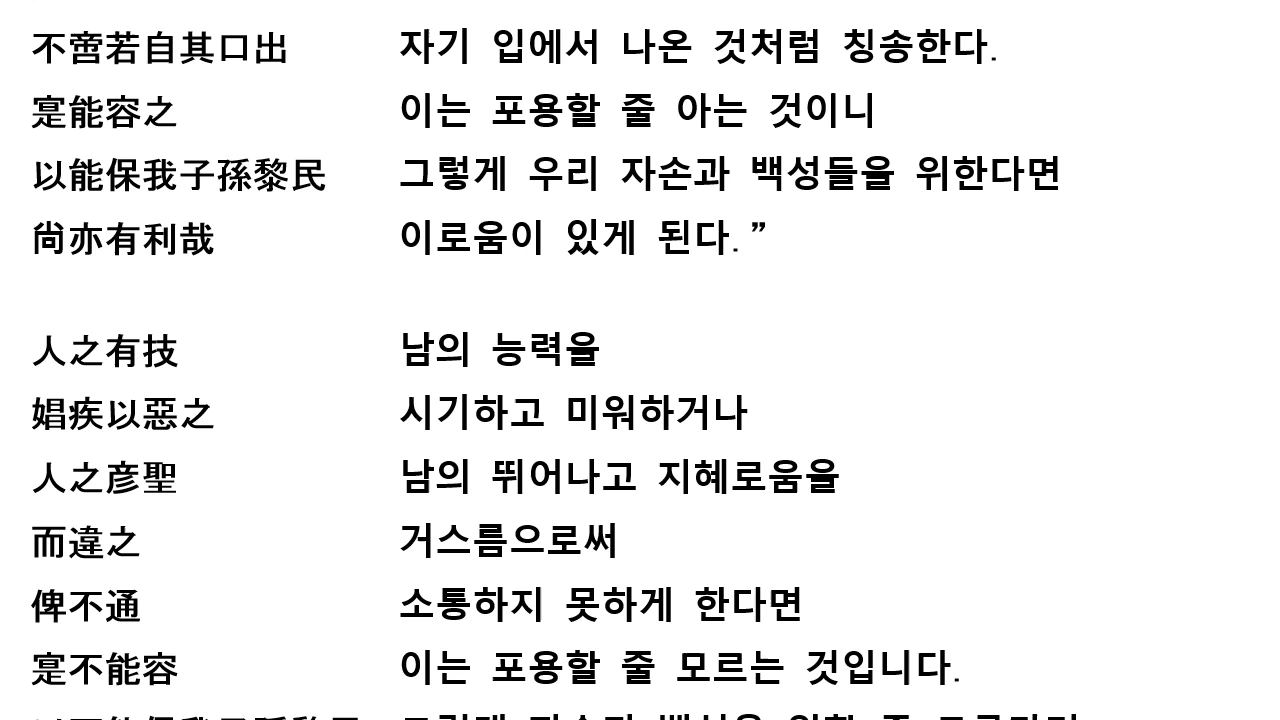 不啻若自其口出 자기 입에서 나온 것처럼 칭송한다.
寔能容之 이는 포용할 줄 아는 것이니
以能保我子孫黎民 그렇게 우리 자손과 백성들을 위한다면
尙亦有利哉 이로움이 있게 된다.”
人之有技 남의 능력을
娼疾以惡之 시기하고 미워하거나
人之彦聖 남의 뛰어나고 지혜로움을
而違之 거스름으로써
俾不通 소통하지 못하게 한다면
寔不能容 이는 포용할 줄 모르는 것입니다.